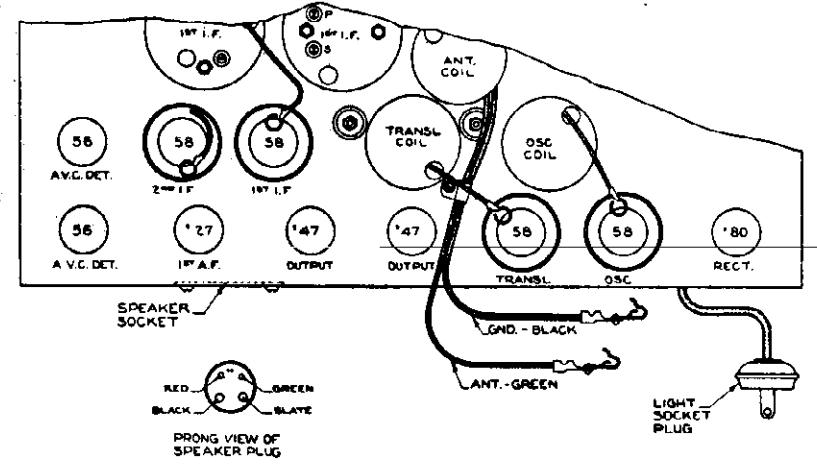 P
1ST I.F.
1ST I.F.
S
ANT.
COIL
TRANSL
COIL
OSC
COIL
56
58
58
A.V.C. DET.
2ND I.F
1ST I.F
56
'27
'47
'47
58
58
'80
A V.C. DET.
1ST A.F.
OUTPUT
OUTPUT
TRANSL
OSC
RECT.
SPEAKER
SOCKET
GND. - BLACK
ANT. - GREEN
RED
GREEN
BLACK
SLATE
LIGHT
SOCKET
PLUG
PRONG VIEW OF
SPEAKER PLUG